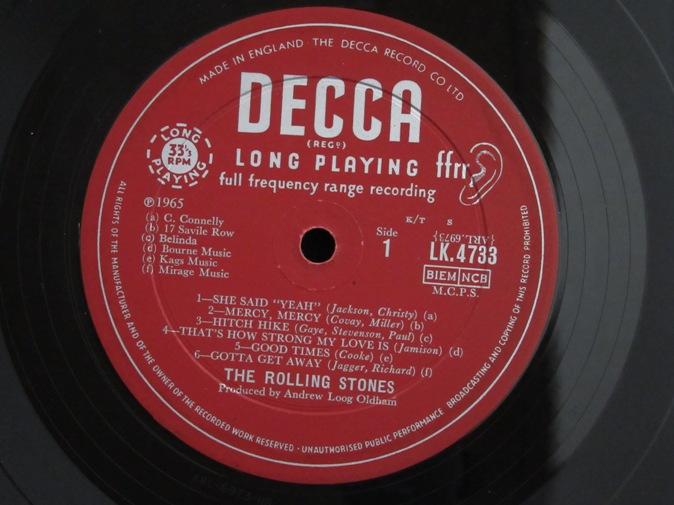 MADE IN ENGLAND THE DECCA RECORD CO LTD
DECCA
(REGD)
LONG PLAYING ffrr
full frequency range recording
LONG
33⅓
RPM
PLAYING
℗1965
(a) C. Connelly
(b) 17 Savile Row
(c) Belinda
(d) Bourne Music
(e) Kags Music
(f) Mirage Music
Side
1
K/T S
(ARL.6973)
LK.4733
BIEM NCB
M.C.P.S.
1—SHE SAID "YEAH" (Jackson, Christy) (a)
2—MERCY, MERCY (Covay, Miller) (b)
3—HITCH HIKE (Gaye, Stevenson, Paul) (c)
4—THAT'S HOW STRONG MY LOVE IS (Jamison) (d)
5—GOOD TIMES (Cooke) (e)
6—GOTTA GET AWAY (Jagger, Richard) (f)
THE ROLLING STONES
Produced by Andrew Loog Oldham
ALL RIGHTS OF THE MANUFACTURER AND OF THE OWNER OF THE RECORDED WORK RESERVED · UNAUTHORISED PUBLIC PERFORMANCE BROADCASTING AND COPYING OF THIS RECORD PROHIBITED